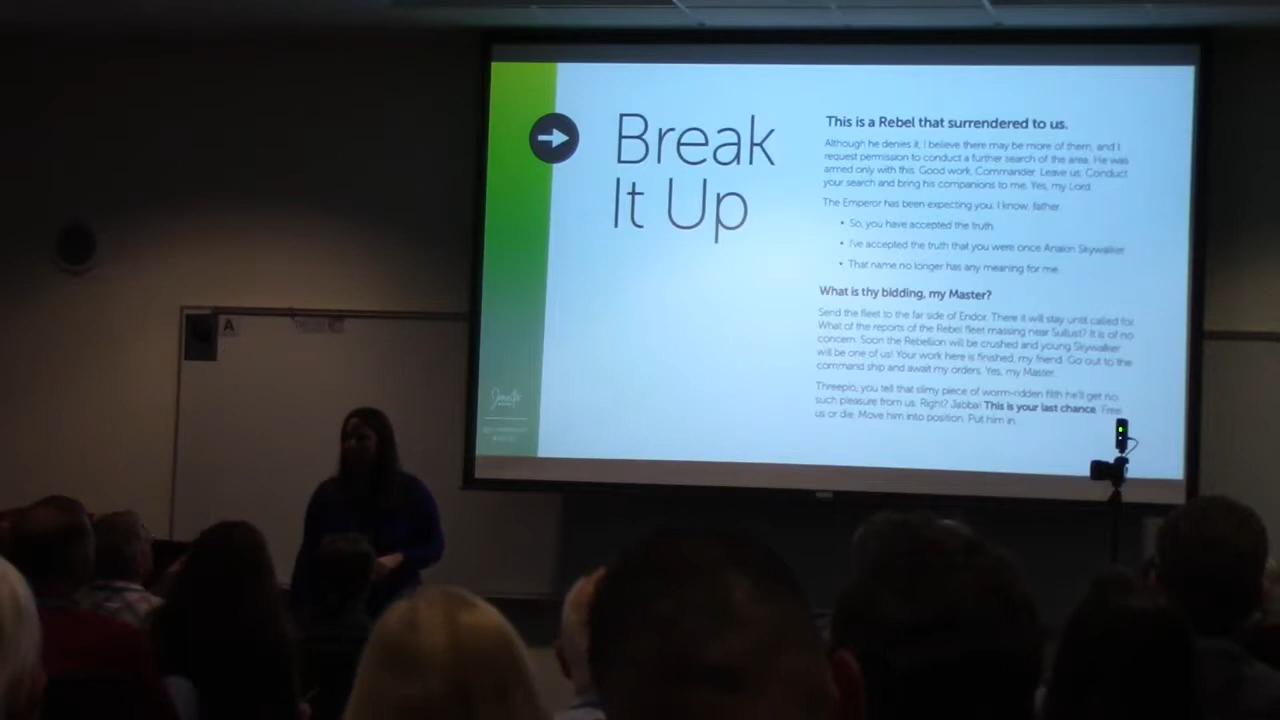 Break
It Up
This is a Rebel that surrendered to us.
Although he denies it, I believe there may be more of them, and I
request permission to conduct a further search of the area. He was
armed only with this. Good work, Commander. Leave us. Conduct
your search and bring his companions to me. Yes, my Lord.
The Emperor has been expecting you. I know, father.
• So, you have accepted the truth.
• I've accepted the truth that you were once Anakin Skywalker
• That name no longer has any meaning for me.
What is thy bidding, my Master?
Send the fleet to the far side of Endor. There it will stay until called for.
What of the reports of the Rebel fleet massing near Sullust? It is of no
concern. Soon the Rebellion will be crushed and young Skywalker
will be one of us! Your work here is finished, my friend. Go out to the
command ship and await my orders. Yes, my Master.
Threepio, you tell that slimy piece of worm-ridden filth he'll get no
such pleasure from us. Right? Jabba! This is your last chance. Free
us or die. Move him into position. Put him in.
A